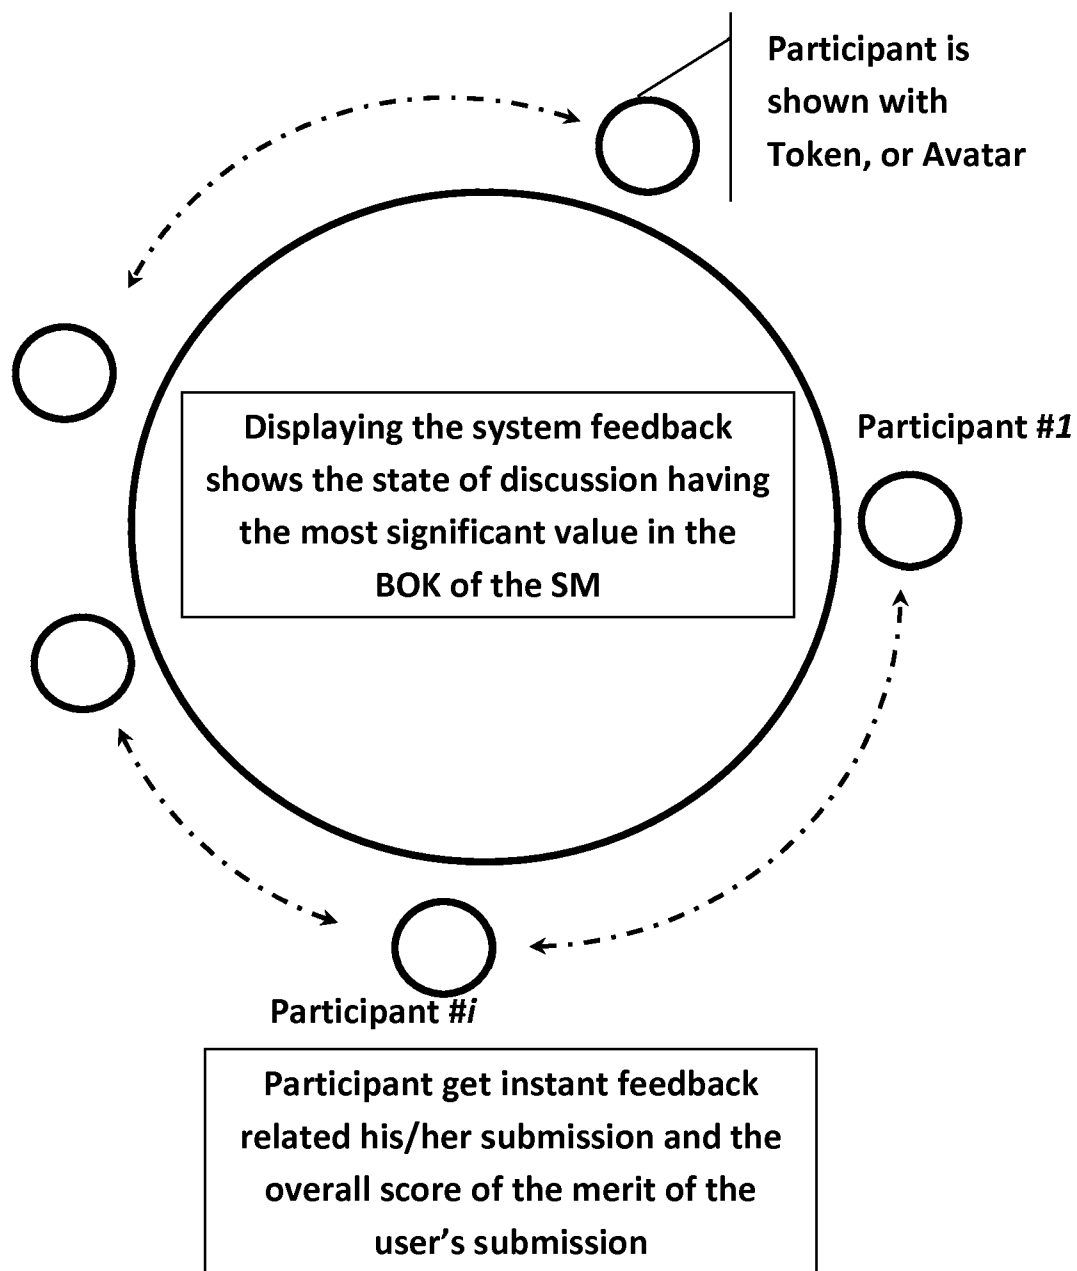 Participant is
shown with
Token, or Avatar
Displaying the system feedback
shows the state of discussion having
the most significant value in the
BOK of the SM
Participant #1
Participant #i
Participant get instant feedback
related his/her submission and the
overall score of the merit of the
user’s submission